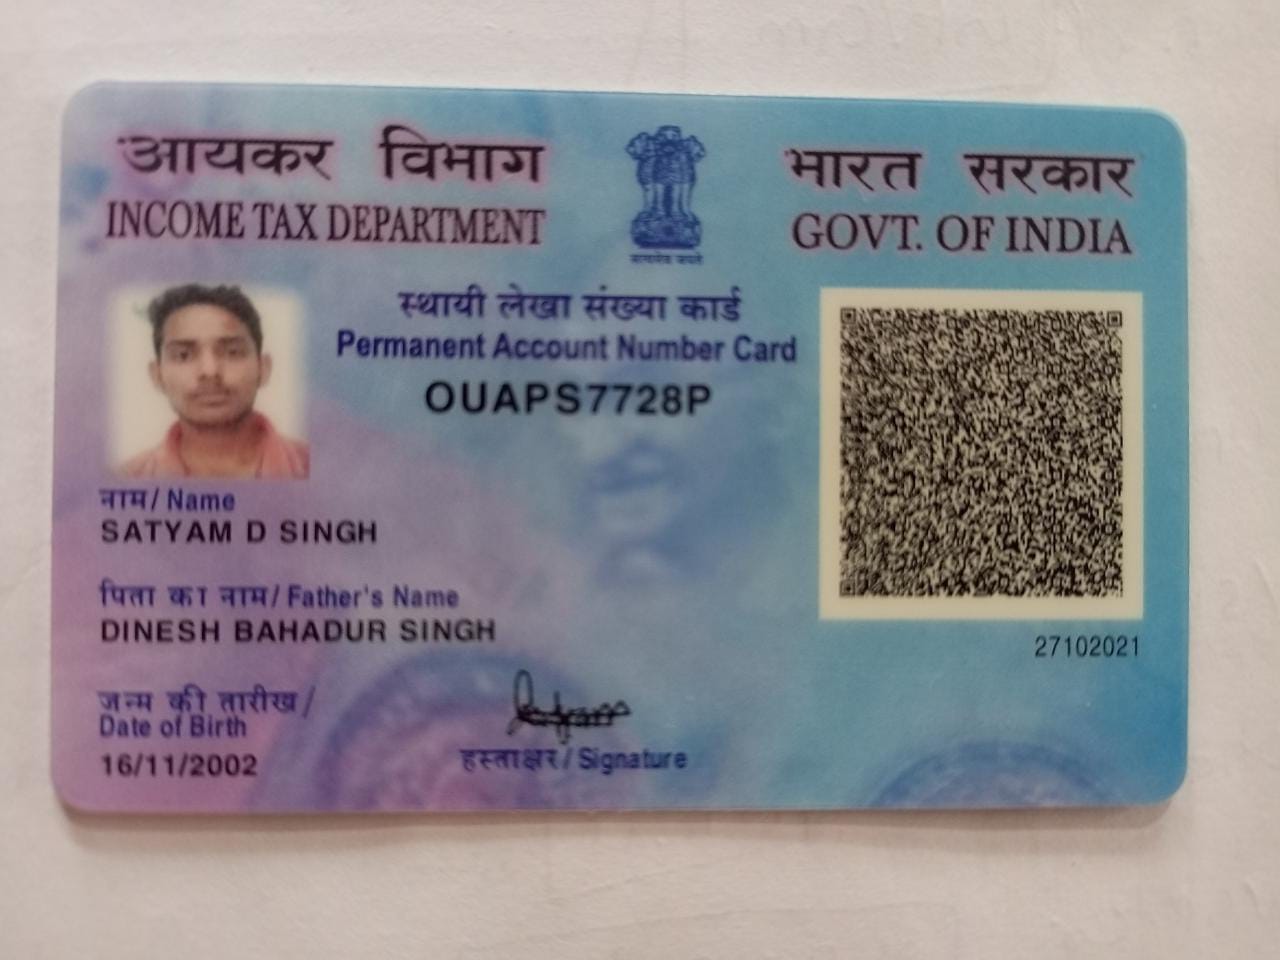 आयकर विभाग
INCOME TAX DEPARTMENT
सत्यमेव जयते
भारत सरकार
GOVT. OF INDIA
स्थायी लेखा संख्या कार्ड
Permanent Account Number Card
OUAPS7728P
नाम / Name
SATYAM D SINGH
पिता का नाम / Father's Name
DINESH BAHADUR SINGH
जन्म की तारीख /
Date of Birth
16/11/2002
हस्ताक्षर / Signature
27102021